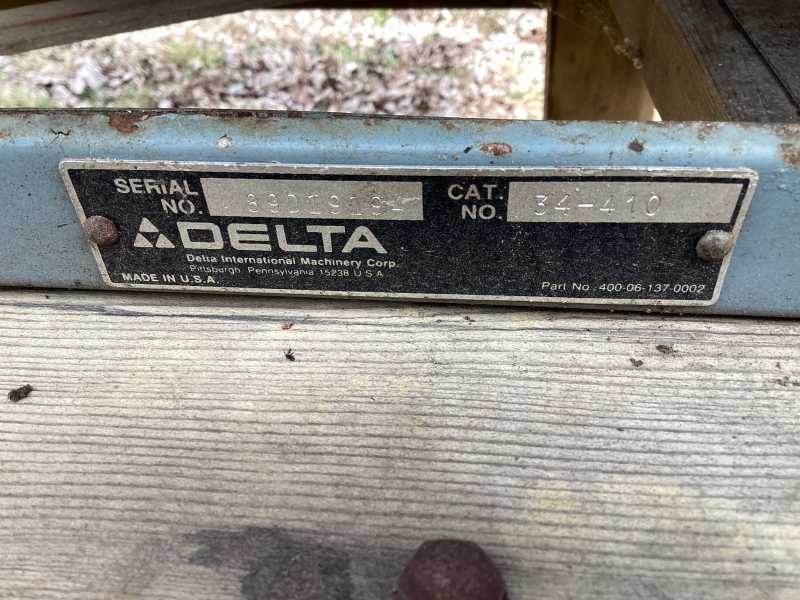 SERIAL
NO.
CAT.
NO. 34-410
DELTA
Delta International Machinery Corp.
Pittsburgh Pennsylvania 15238 U S A
MADE IN U.S.A.
Part No 400-06-137-0002